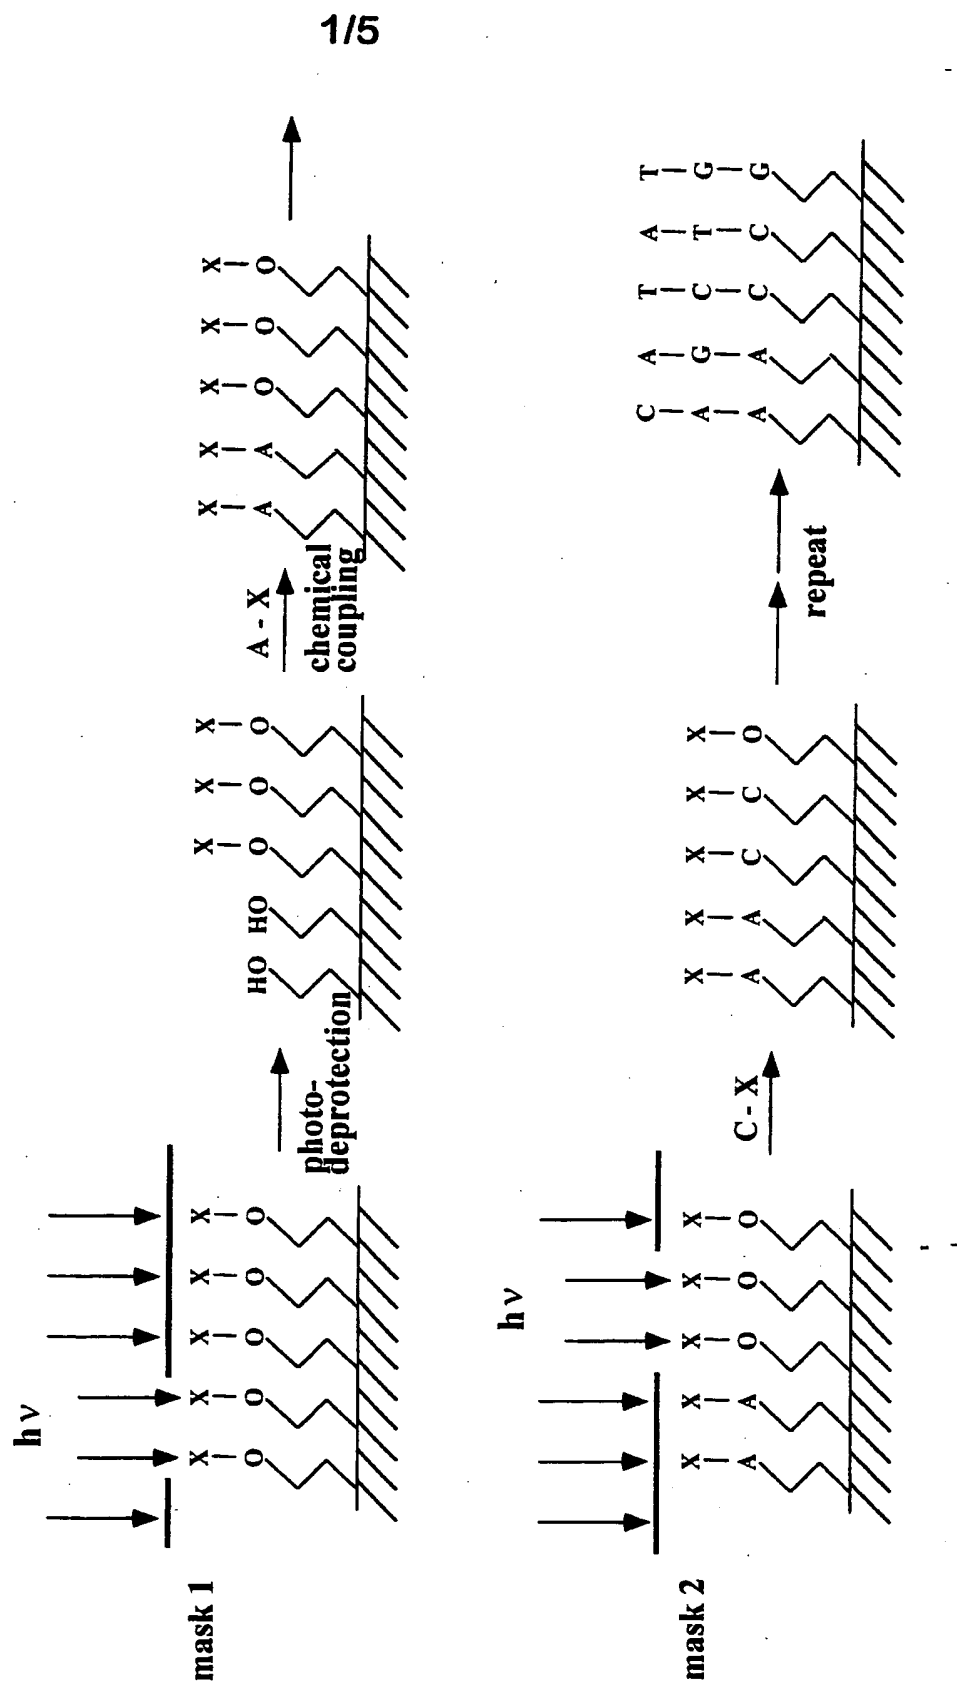 1/5
hν
mask 1
X X X X X
O O O O O
photo-
deprotection
X X X
HO HO O O O
A - X
chemical
coupling
X X X X X
A A O O O
hν
mask 2
X X X X X
A A O O O
C - X
X X X X X
A A C C O
repeat
C A T A T
A G C T G
A A C C G